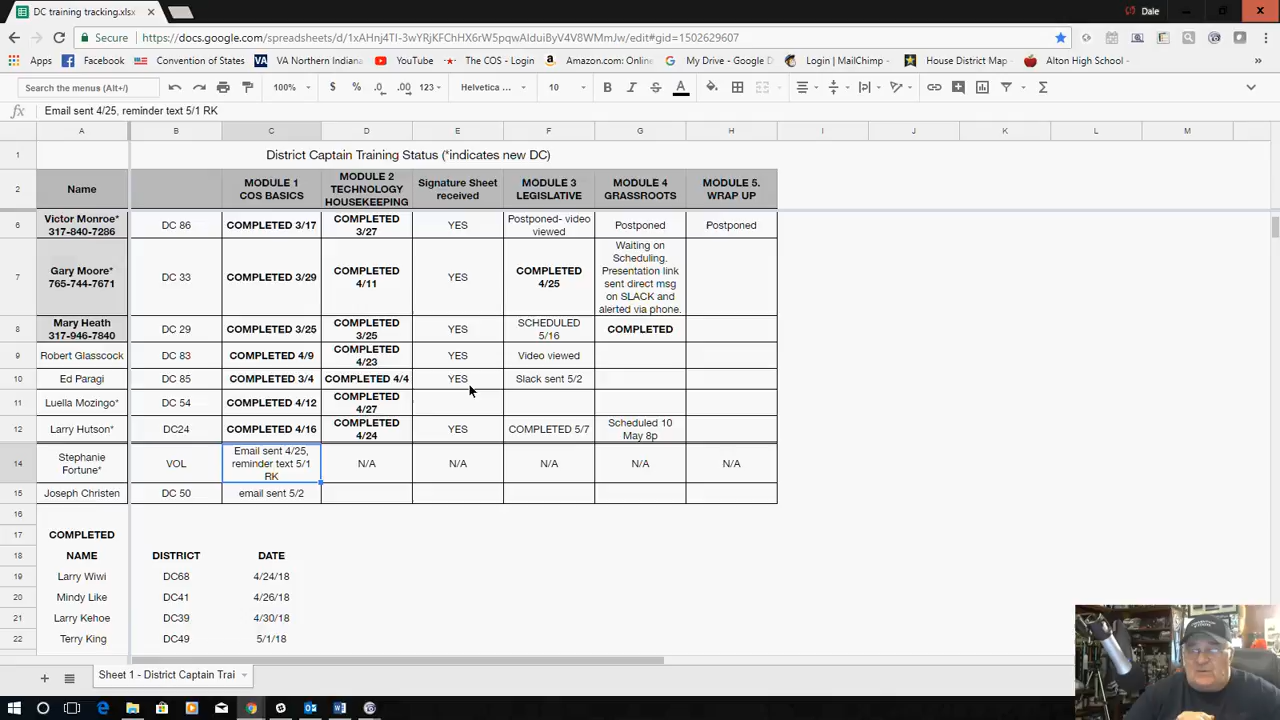 DC training tracking.xlsx
Dale
Secure
https://docs.google.com/spreadsheets/d/1xAHnj4TI-3wYRjKFChHX6rW5pqwAlduiByV4V8WMmJw/edit#gid=1502629607
Apps Facebook Convention of States VA Northern Indiana YouTube The COS - Login Amazon.com: Onlin My Drive - Google D Login | MailChimp House District Map Alton High School
Search the menus (Alt+/) 100% $ % .0 .00 123 Helvetica ... 10 B I S A
fx Email sent 4/25, reminder text 5/1 RK
A B C D E F G H I J K L M
1 District Captain Training Status (*indicates new DC)
2 Name
MODULE 1
COS BASICS
MODULE 2
TECHNOLOGY
HOUSEKEEPING
Signature Sheet
received
MODULE 3
LEGISLATIVE
MODULE 4
GRASSROOTS
MODULE 5.
WRAP UP
6 Victor Monroe*
317-840-7286
DC 86
COMPLETED 3/17
COMPLETED
3/27
YES
Postponed- video
viewed
Postponed
Postponed
7 Gary Moore*
765-744-7671
DC 33
COMPLETED 3/29
COMPLETED
4/11
YES
COMPLETED
4/25
Waiting on
Scheduling.
Presentation link
sent direct msg
on SLACK and
alerted via phone.
8 Mary Heath
317-946-7840
DC 29
COMPLETED 3/25
COMPLETED
3/25
YES
SCHEDULED
5/16
COMPLETED
9 Robert Glasscock
DC 83
COMPLETED 4/9
COMPLETED
4/23
YES
Video viewed
10 Ed Paragi
DC 85
COMPLETED 3/4
COMPLETED 4/4
YES
Slack sent 5/2
11 Luella Mozingo*
DC 54
COMPLETED 4/12
COMPLETED
4/27
12 Larry Hutson*
DC24
COMPLETED 4/16
COMPLETED
4/24
YES
COMPLETED 5/7
Scheduled 10
May 8p
14 Stephanie
Fortune*
VOL
Email sent 4/25,
reminder text 5/1
RK
N/A
N/A
N/A
N/A
N/A
15 Joseph Christen
DC 50
email sent 5/2
16
17 COMPLETED
18 NAME DISTRICT DATE
19 Larry Wiwi DC68 4/24/18
20 Mindy Like DC41 4/26/18
21 Larry Kehoe DC39 4/30/18
22 Terry King DC49 5/1/18
Sheet 1 - District Captain Trai